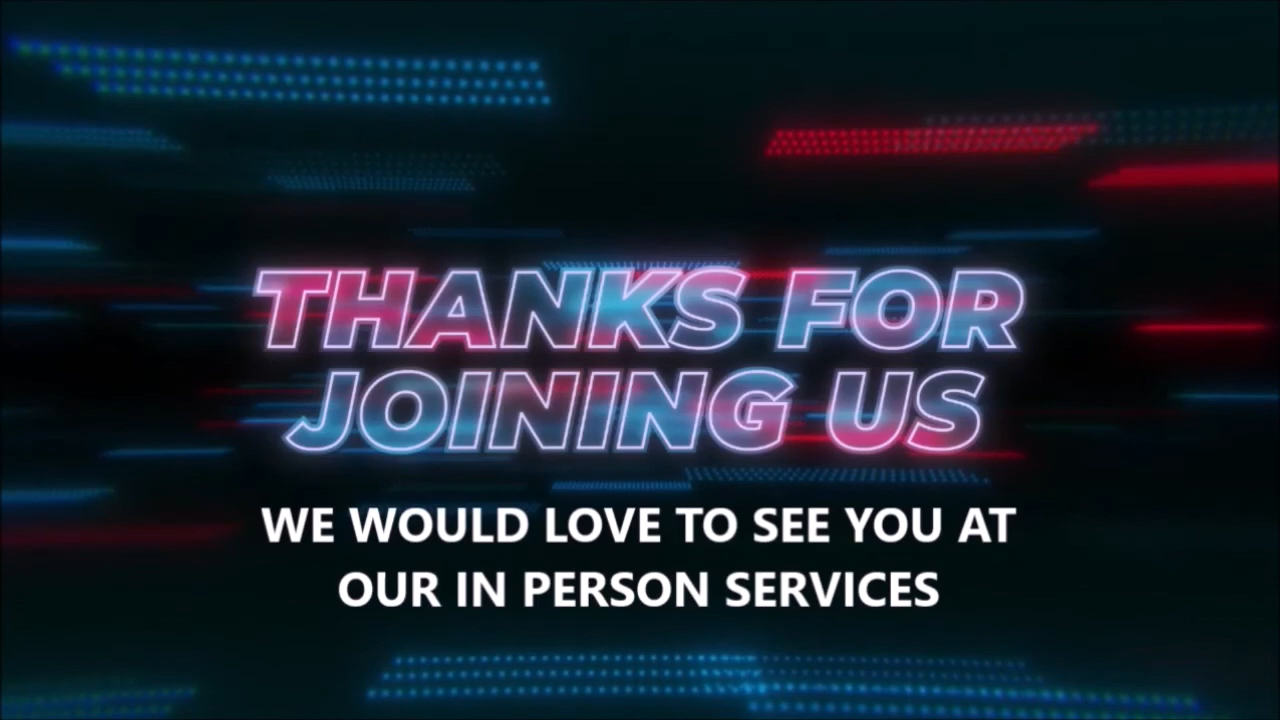 THANKS FOR
JOINING US
WE WOULD LOVE TO SEE YOU AT
OUR IN PERSON SERVICES